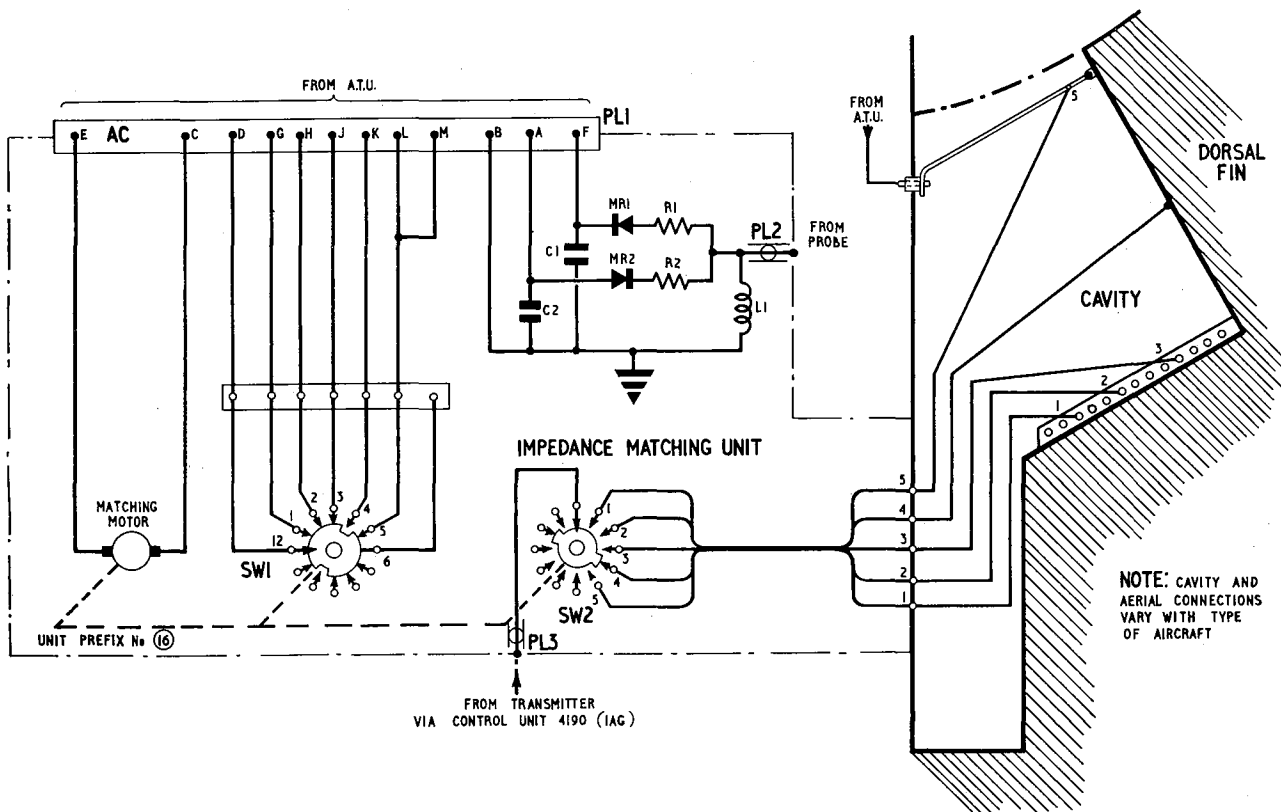 FROM A.T.U.
PL1
E AC C D G H J K L M B A F
FROM
A.T.U.
5
DORSAL
FIN
MR1 R1
C1
MR2 R2
C2
L1
PL2
FROM
PROBE
CAVITY
3
2
1
IMPEDANCE MATCHING UNIT
MATCHING
MOTOR
12 1 2 3 4 5 6
SW1
1
2
3
4
5
SW2
5
4
3
2
1
NOTE: CAVITY AND
AERIAL CONNECTIONS
VARY WITH TYPE
OF AIRCRAFT
UNIT PREFIX No 16
PL3
FROM TRANSMITTER
VIA CONTROL UNIT 4190 (IAG)